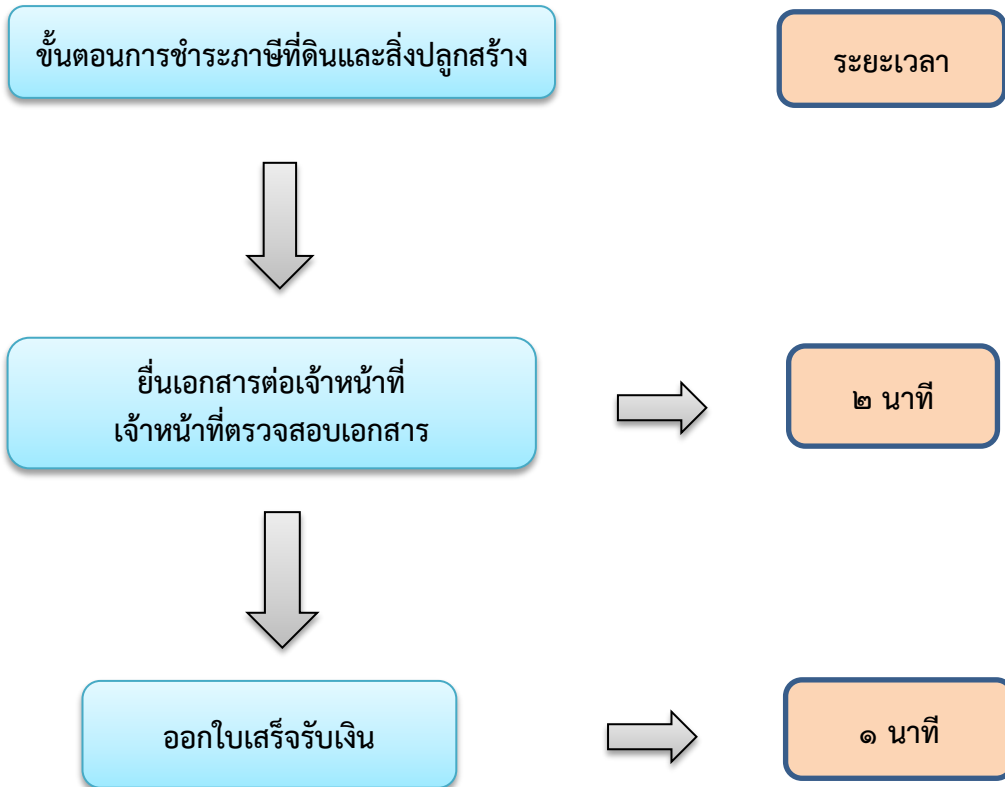 ขั้นตอนการชำระภาษีที่ดินและสิ่งปลูกสร้าง
ระยะเวลา
ยื่นเอกสารต่อเจ้าหน้าที่
เจ้าหน้าที่ตรวจสอบเอกสาร
๒ นาที
ออกใบเสร็จรับเงิน
๑ นาที